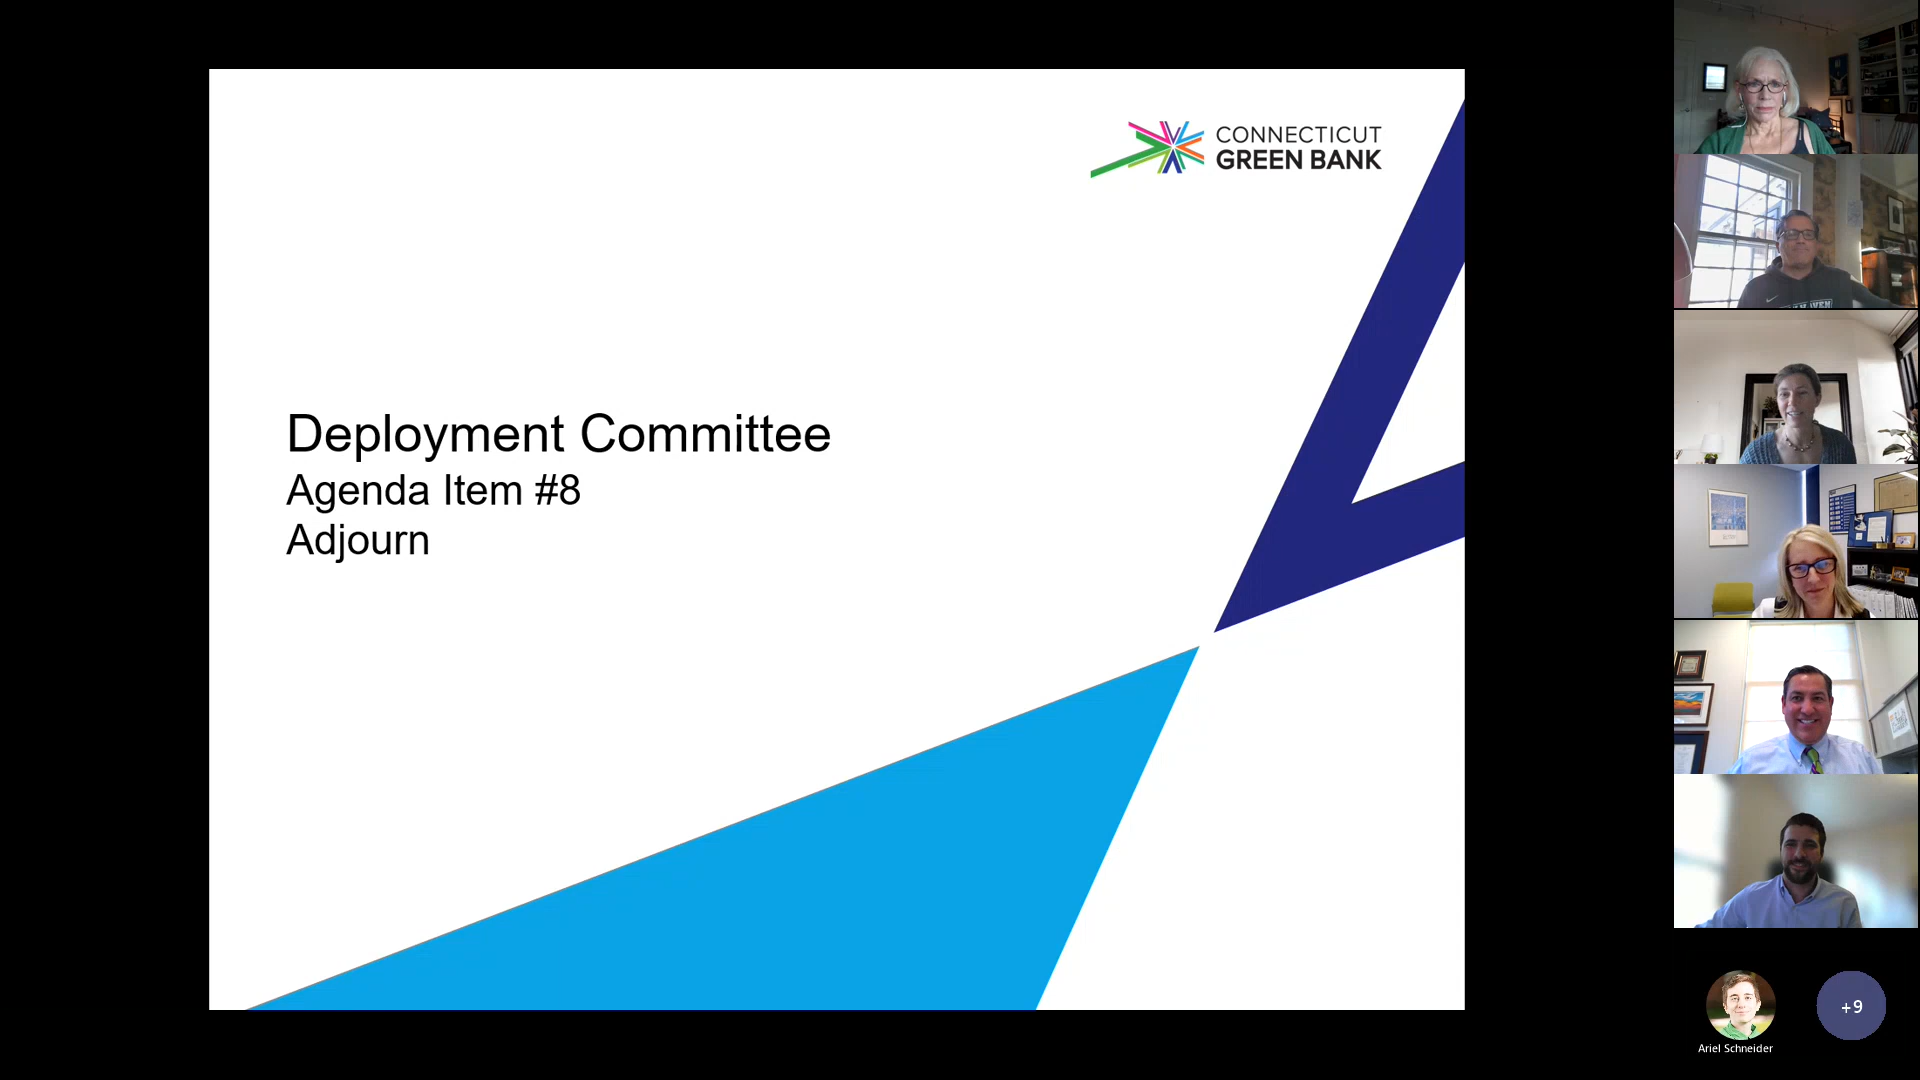 CONNECTICUT
GREEN BANK
Deployment Committee
Agenda Item #8
Adjourn
Ariel Schneider
+9